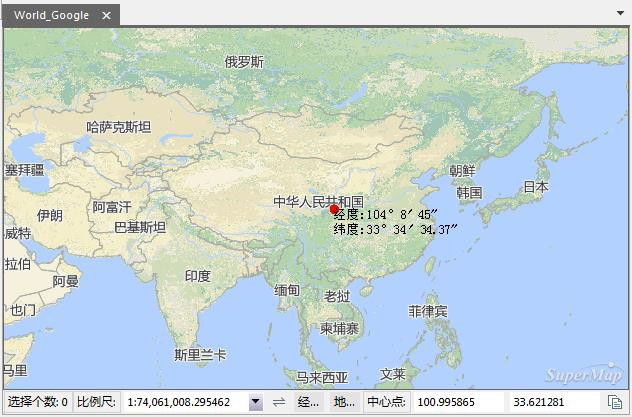 World_Google
俄罗斯
哈萨克斯坦
塞拜疆
朝鲜
韩国
日本
中华人民共和国
伊朗
阿富汗
经度:104° 8′ 45″
纬度:33° 34′ 34.37″
巴基斯坦
威特
拉伯
阿曼
印度
缅甸
老挝
也门
菲律宾
柬埔寨
斯里兰卡
马里
马来西亚
文莱
SuperMap
选择个数: 0 比例尺: 1:74,061,008.295462 经... 地... 中心点: 100.995865 33.621281